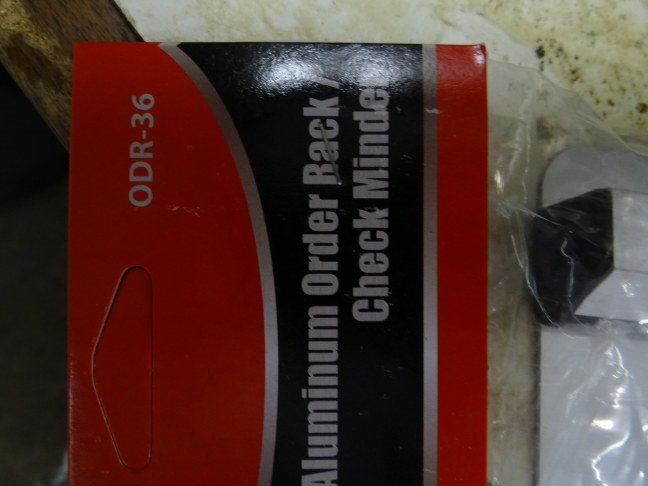 ODR-36
Aluminum Order Rack /
Check Minder